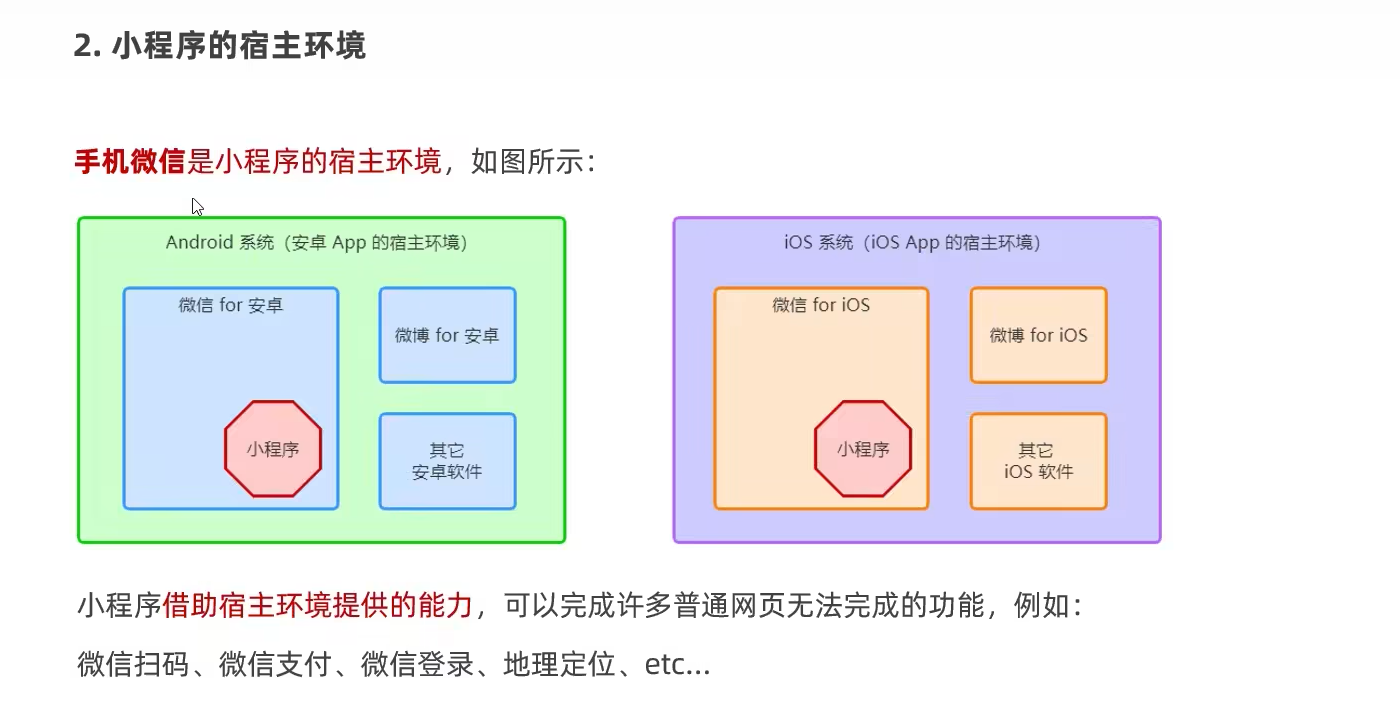 2. 小程序的宿主环境
手机微信是小程序的宿主环境，如图所示：
Android 系统（安卓 App 的宿主环境）
微信 for 安卓
微博 for 安卓
小程序
其它
安卓软件
iOS 系统（iOS App 的宿主环境）
微信 for iOS
微博 for iOS
小程序
其它
iOS 软件
小程序借助宿主环境提供的能力，可以完成许多普通网页无法完成的功能，例如：
微信扫码、微信支付、微信登录、地理定位、etc...